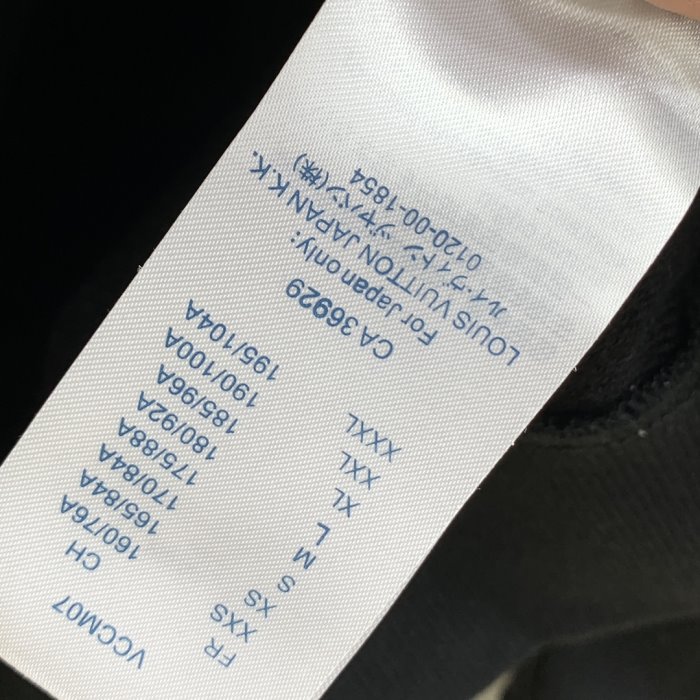 VCCM07
FR CH
XXS 160/76A
XS 165/84A
S 170/84A
M 175/88A
L 180/92A
XL 185/96A
XXL 190/100A
XXXL 195/104A
CA 36929
For Japan only:
LOUIS VUITTON JAPAN K.K.
ルイ・ヴィトン ジャパン(株)
0120-00-1854